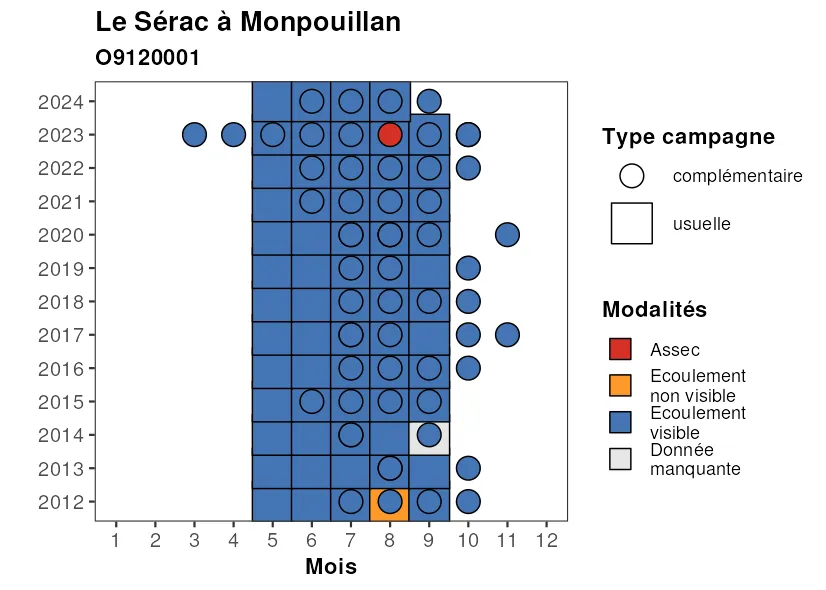 Le Sérac à Monpouillan
O9120001
2024
2023
2022
2021
2020
2019
2018
2017
2016
2015
2014
2013
2012
1 2 3 4 5 6 7 8 9 10 11 12
Mois
Type campagne
complémentaire
usuelle
Modalités
Assec
Ecoulement
non visible
Ecoulement
visible
Donnée
manquante